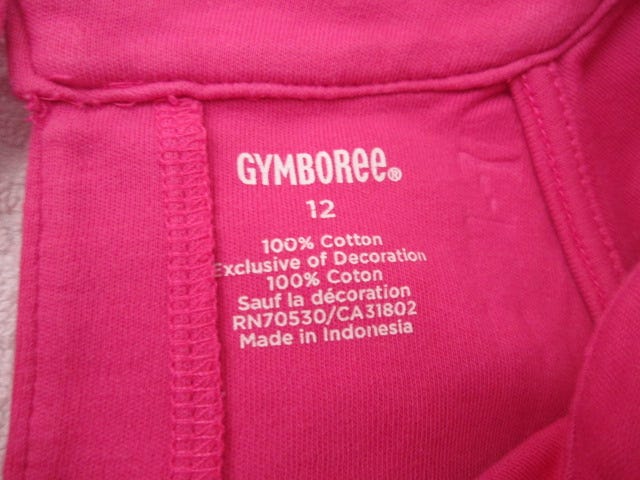 GYMBOREE®
12
100% Cotton
Exclusive of Decoration
100% Coton
Sauf la décoration
RN70530/CA31802
Made in Indonesia